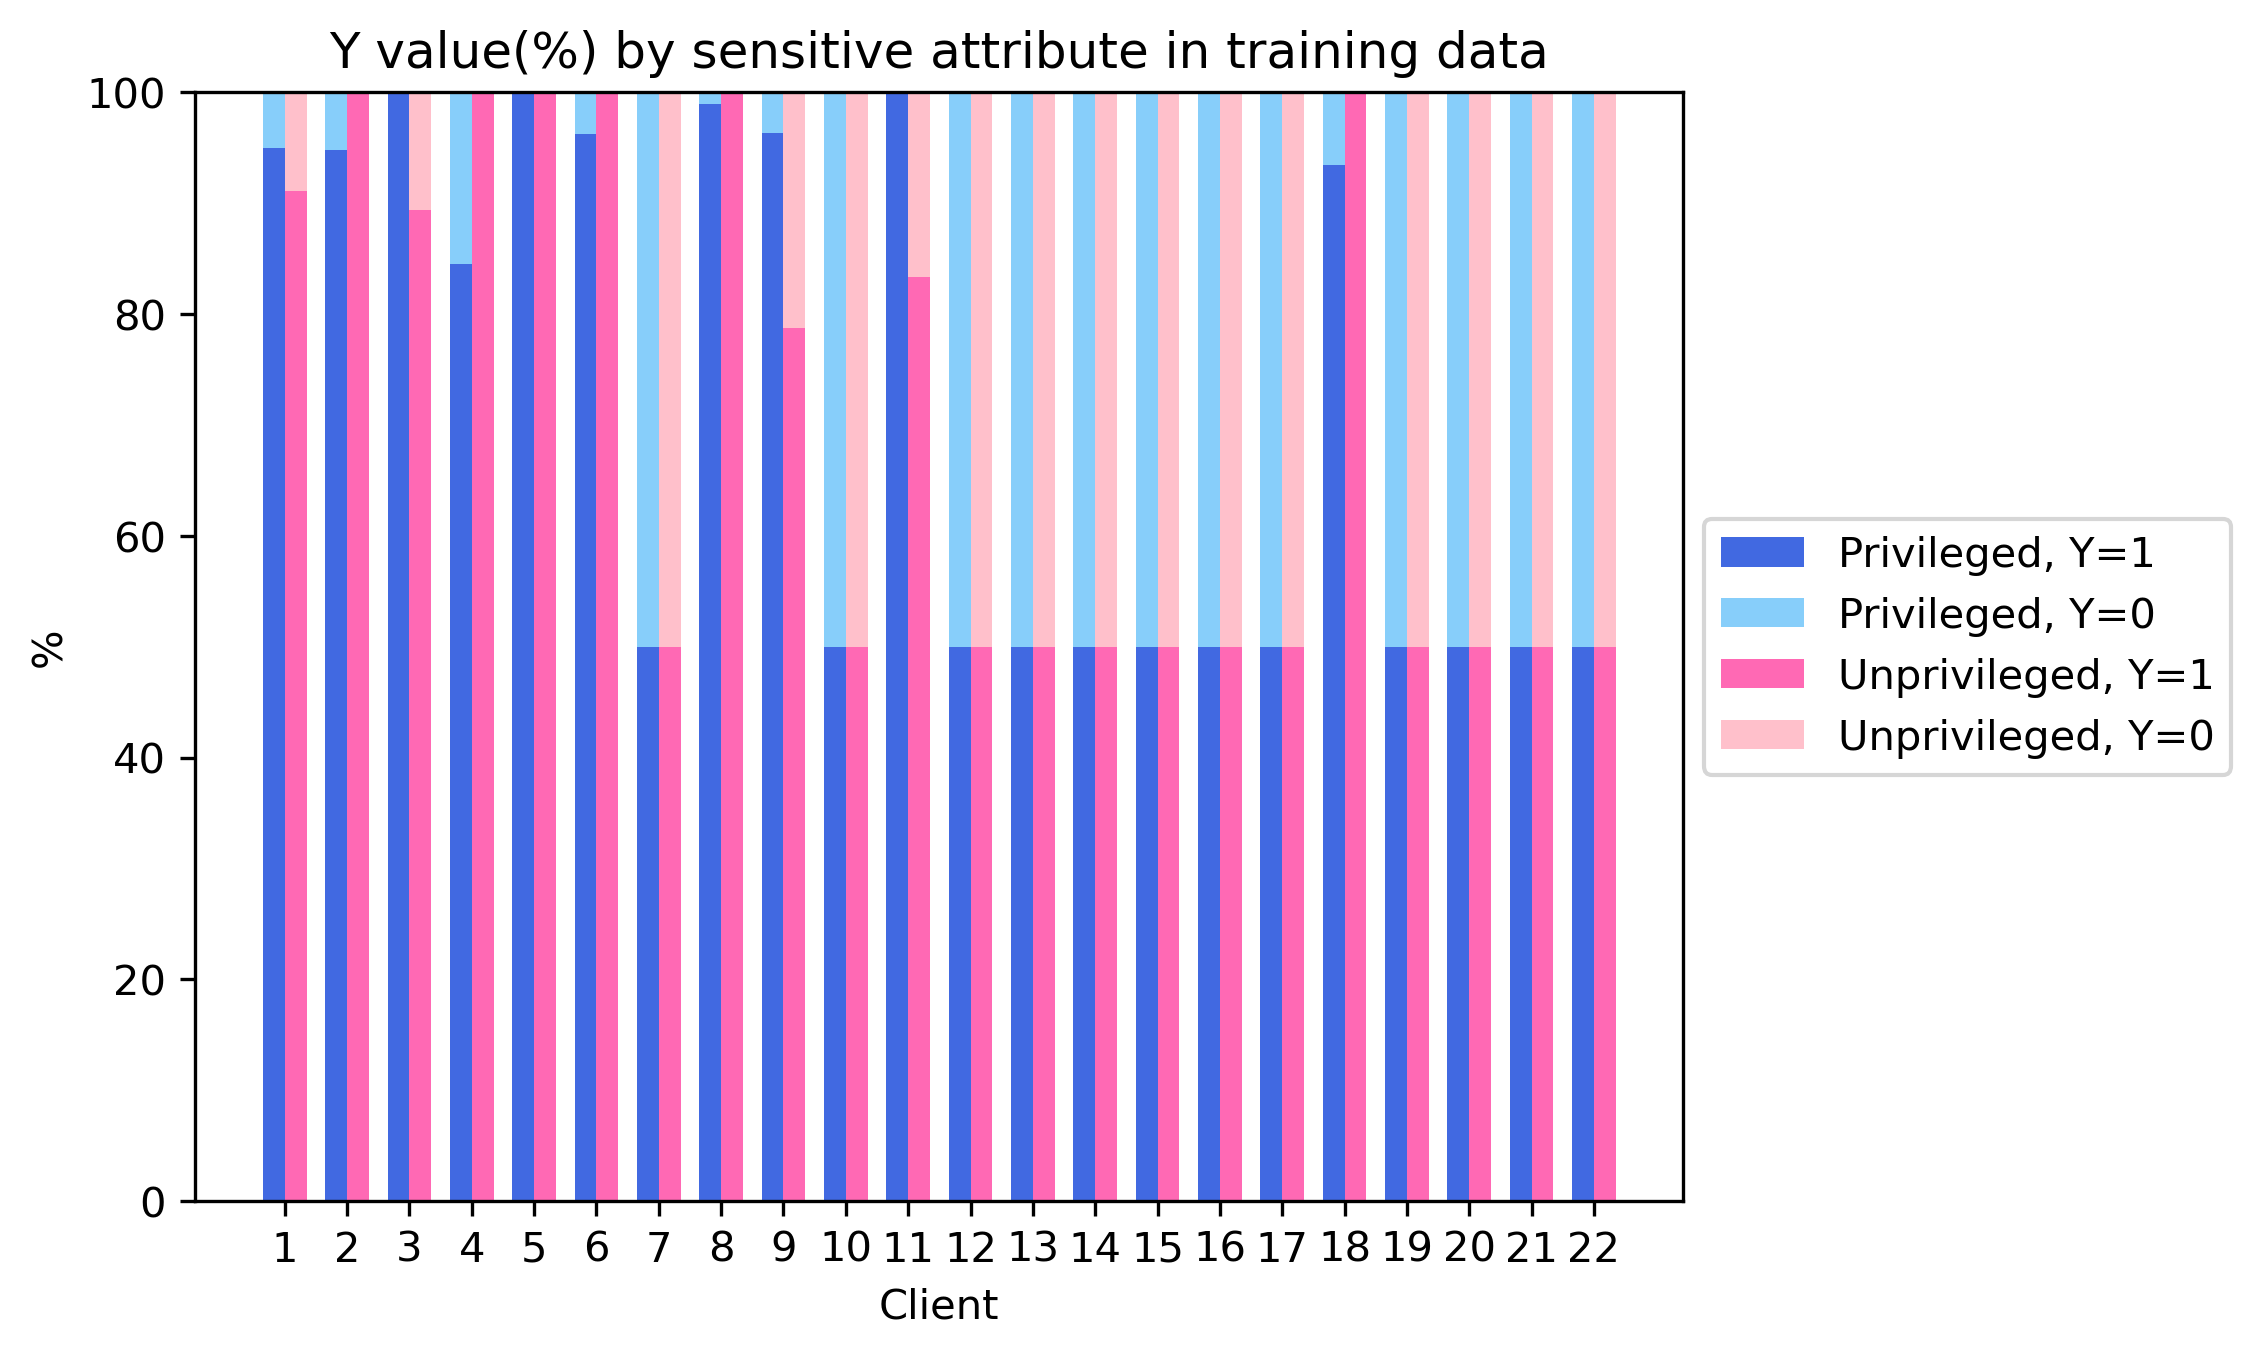 Y value(%) by sensitive attribute in training data
100
80
60
40
20
0
%
1 2 3 4 5 6 7 8 9 10 11 12 13 14 15 16 17 18 19 20 21 22
Client
Privileged, Y=1
Privileged, Y=0
Unprivileged, Y=1
Unprivileged, Y=0